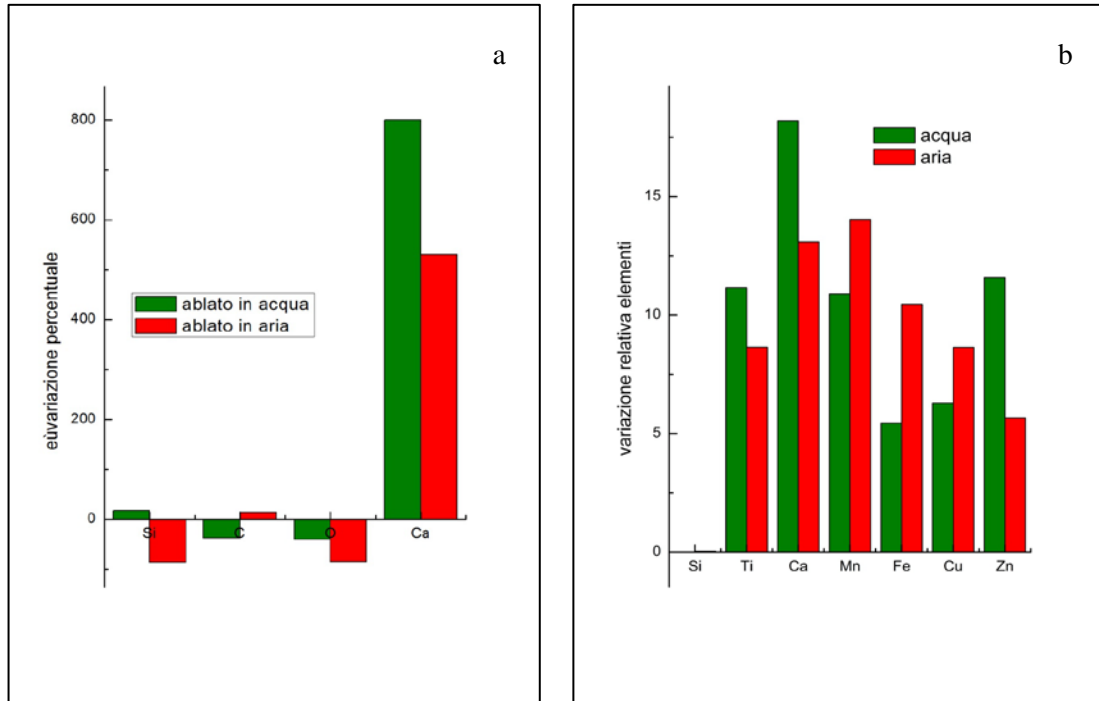 a
800
600
400
200
0
eùvariazione percentuale
ablato in acqua
ablato in aria
Si C O Ca
b
15
10
5
0
variazione relativa elementi
acqua
aria
Si Ti Ca Mn Fe Cu Zn